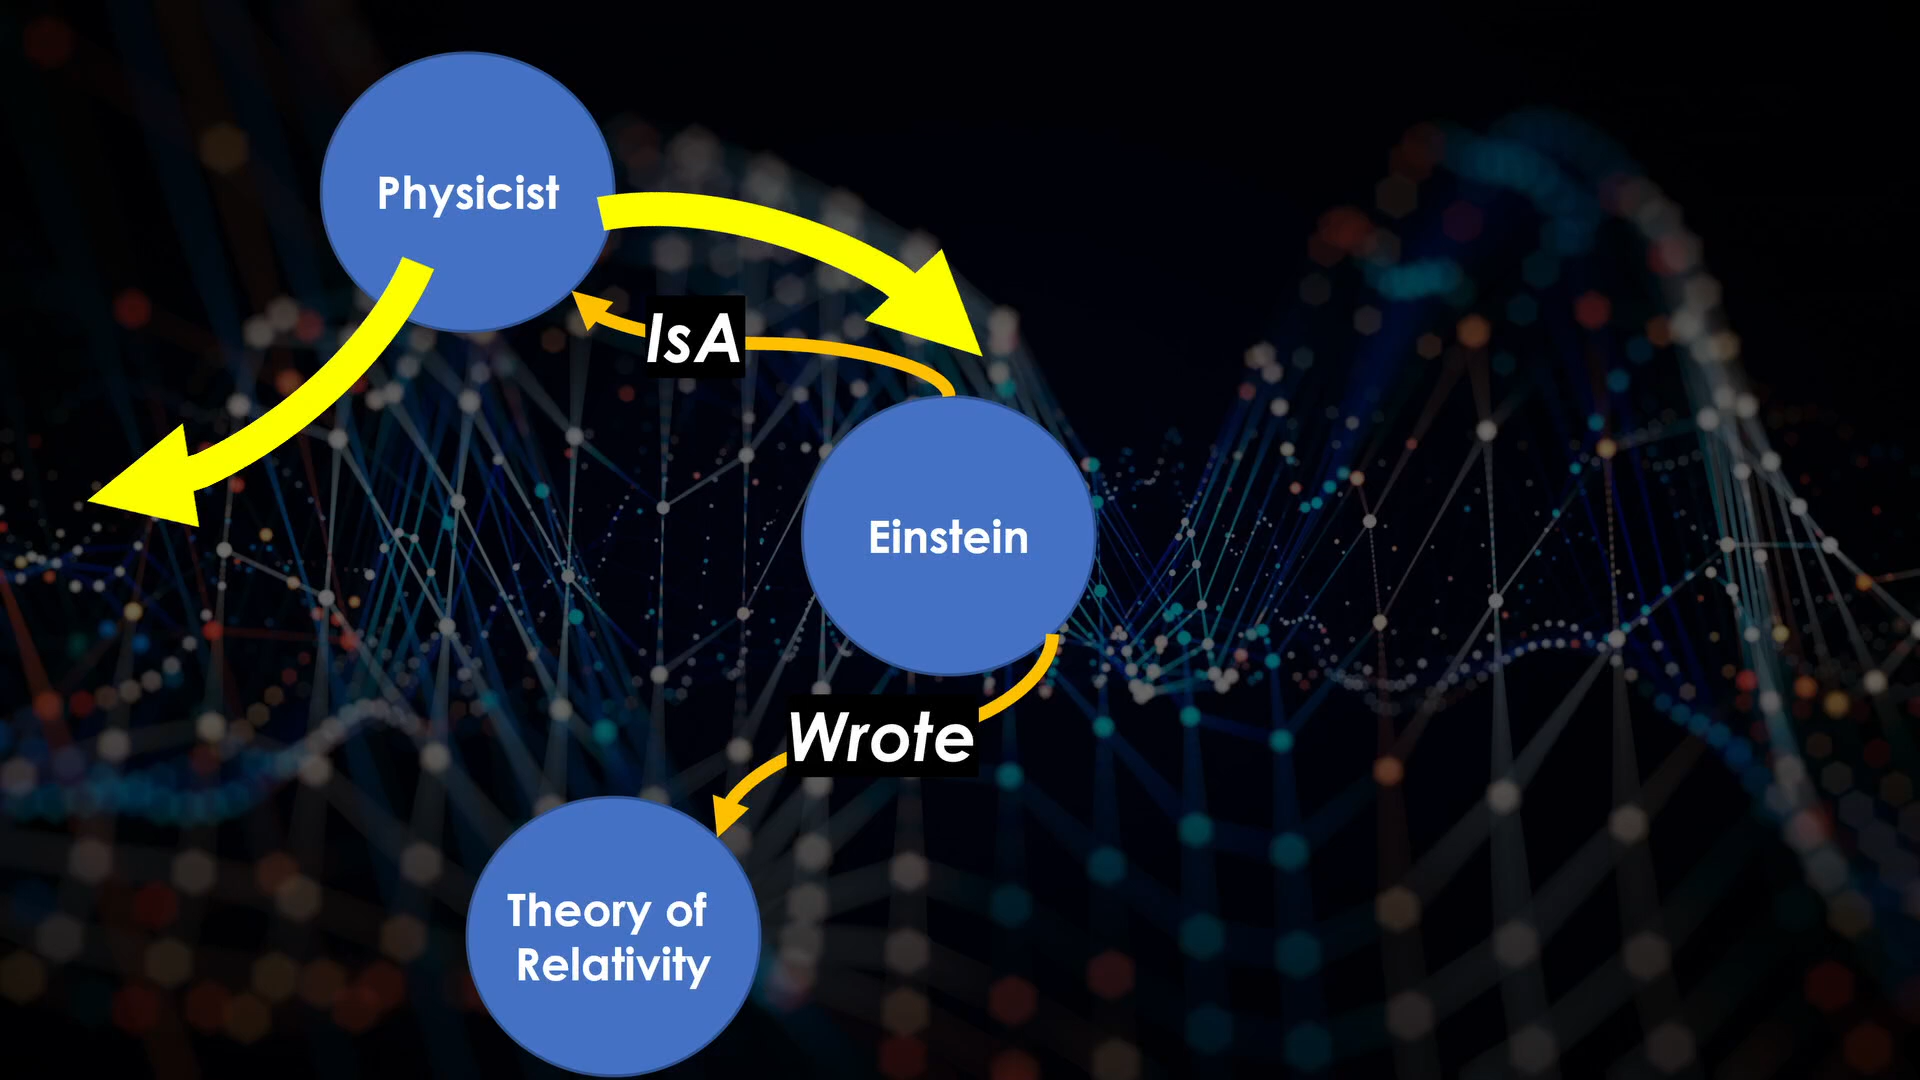 Physicist
IsA
Einstein
Wrote
Theory of
Relativity